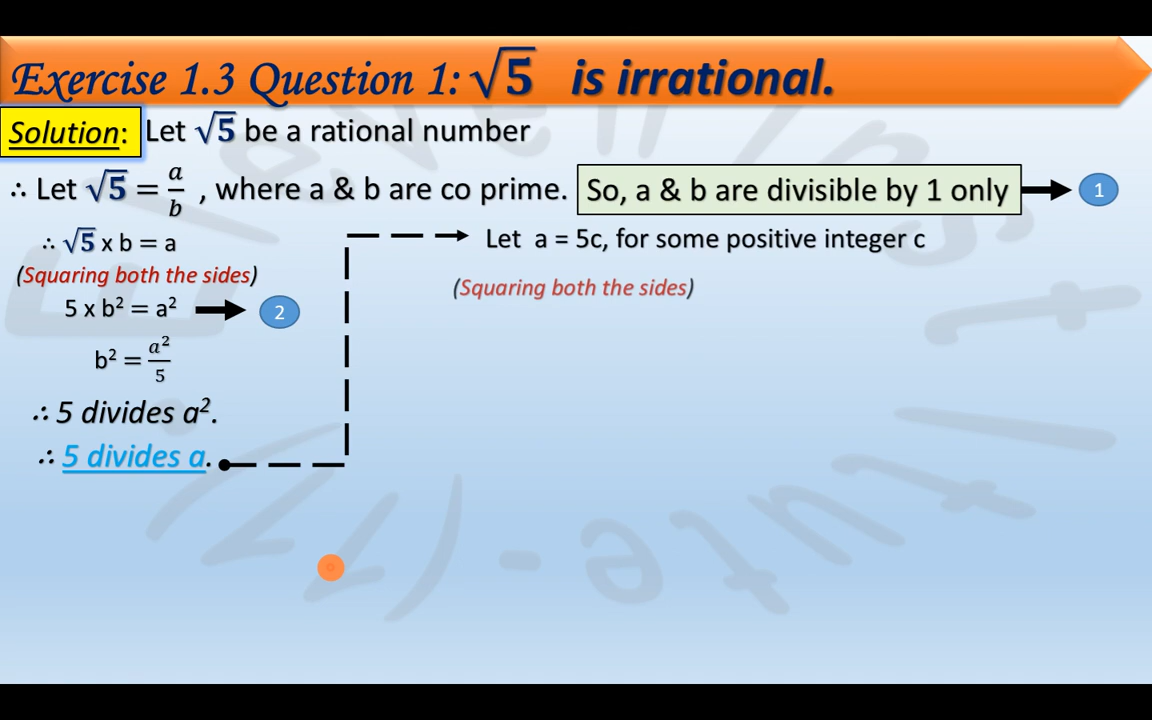 Exercise 1.3 Question 1: √5 is irrational.
Solution: Let √5 be a rational number
∴ Let √5 = a/b , where a & b are co prime. So, a & b are divisible by 1 only 1
∴ √5 x b = a
(Squaring both the sides)
5 x b² = a² 2
b² = a²/5
∴ 5 divides a².
∴ 5 divides a.
Let a = 5c, for some positive integer c
(Squaring both the sides)